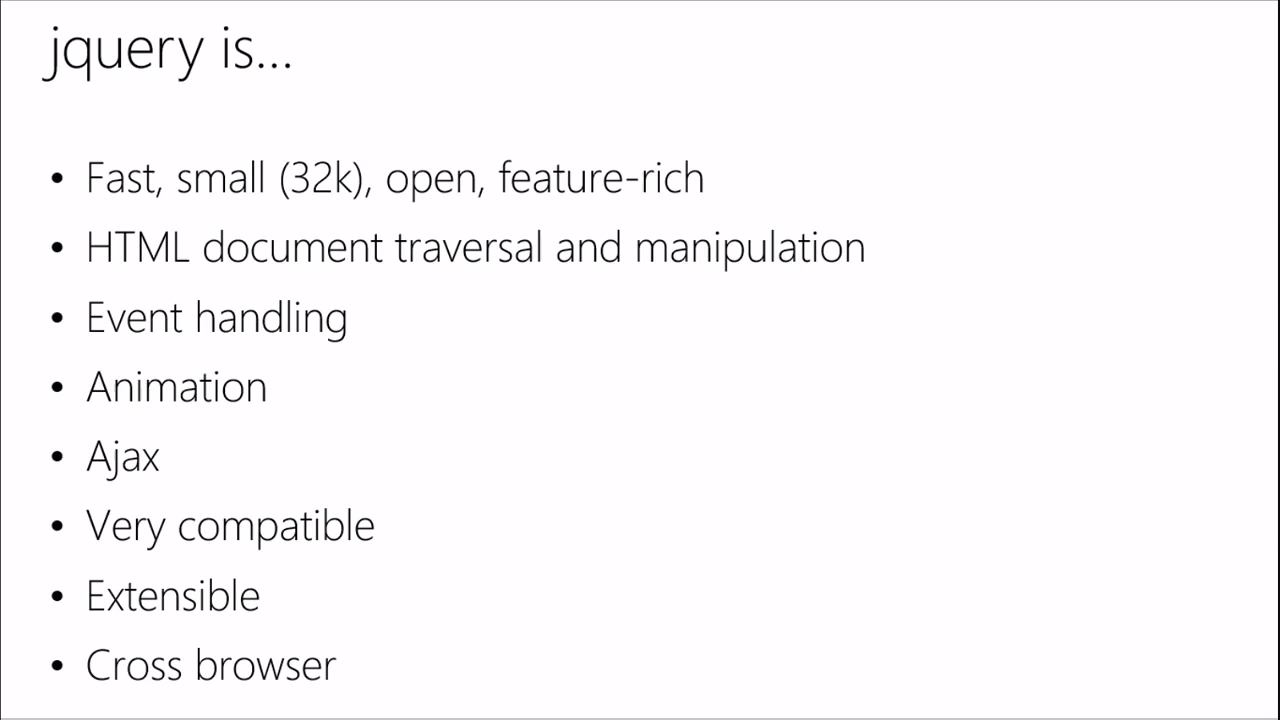 jquery is...
• Fast, small (32k), open, feature-rich
• HTML document traversal and manipulation
• Event handling
• Animation
• Ajax
• Very compatible
• Extensible
• Cross browser